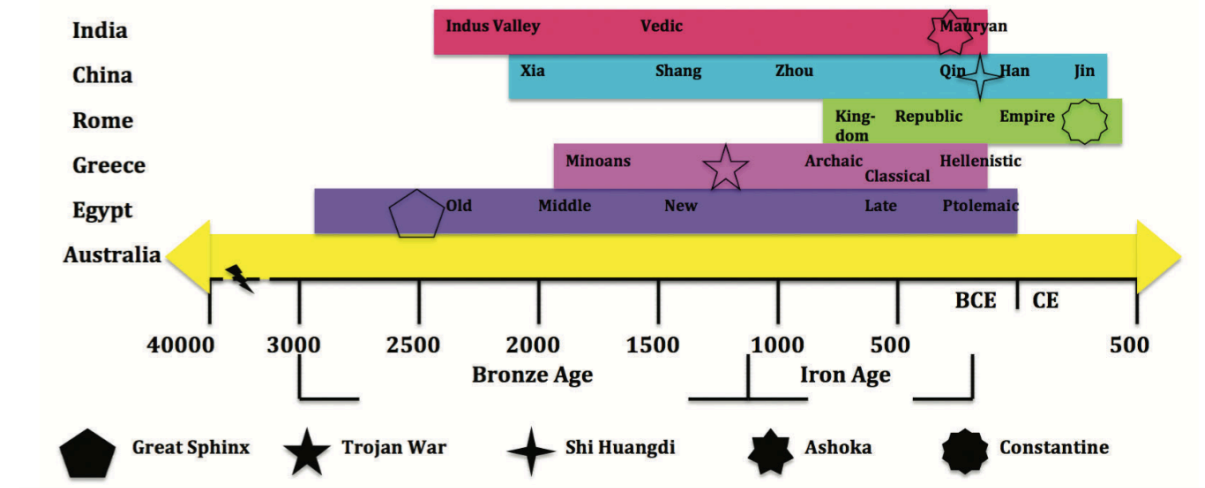 India Indus Valley Vedic Mauryan
China Xia Shang Zhou Qin Han Jin
Rome King- Republic Empire
dom
Greece Minoans Archaic Hellenistic
Classical
Egypt Old Middle New Late Ptolemaic
Australia
BCE CE
40000 3000 2500 2000 1500 1000 500 500
Bronze Age Iron Age
Great Sphinx Trojan War Shi Huangdi Ashoka Constantine